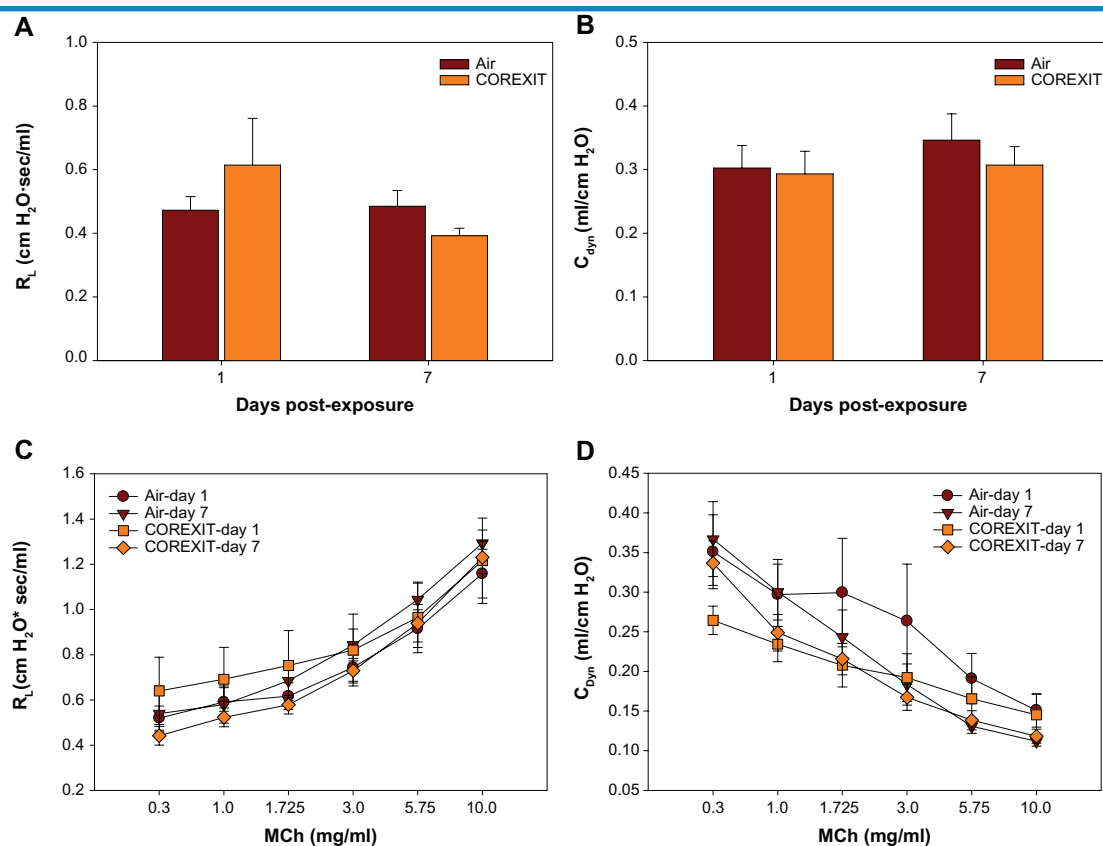 A
1.0
0.8
0.6
0.4
0.2
0.0
R_L (cm H₂O·sec/ml)
Air
COREXIT
1 7
Days post-exposure
B
0.5
0.4
0.3
0.2
0.1
0.0
C_dyn (ml/cm H₂O)
Air
COREXIT
1 7
Days post-exposure
C
1.6
1.4
1.2
1.0
0.8
0.6
0.4
0.2
R_L (cm H₂O* sec/ml)
Air-day 1
Air-day 7
COREXIT-day 1
COREXIT-day 7
0.3 1.0 1.725 3.0 5.75 10.0
MCh (mg/ml)
D
0.45
0.40
0.35
0.30
0.25
0.20
0.15
0.10
C_Dyn (ml/cm H₂O)
Air-day 1
Air-day 7
COREXIT-day 1
COREXIT-day 7
0.3 1.0 1.725 3.0 5.75 10.0
MCh (mg/ml)